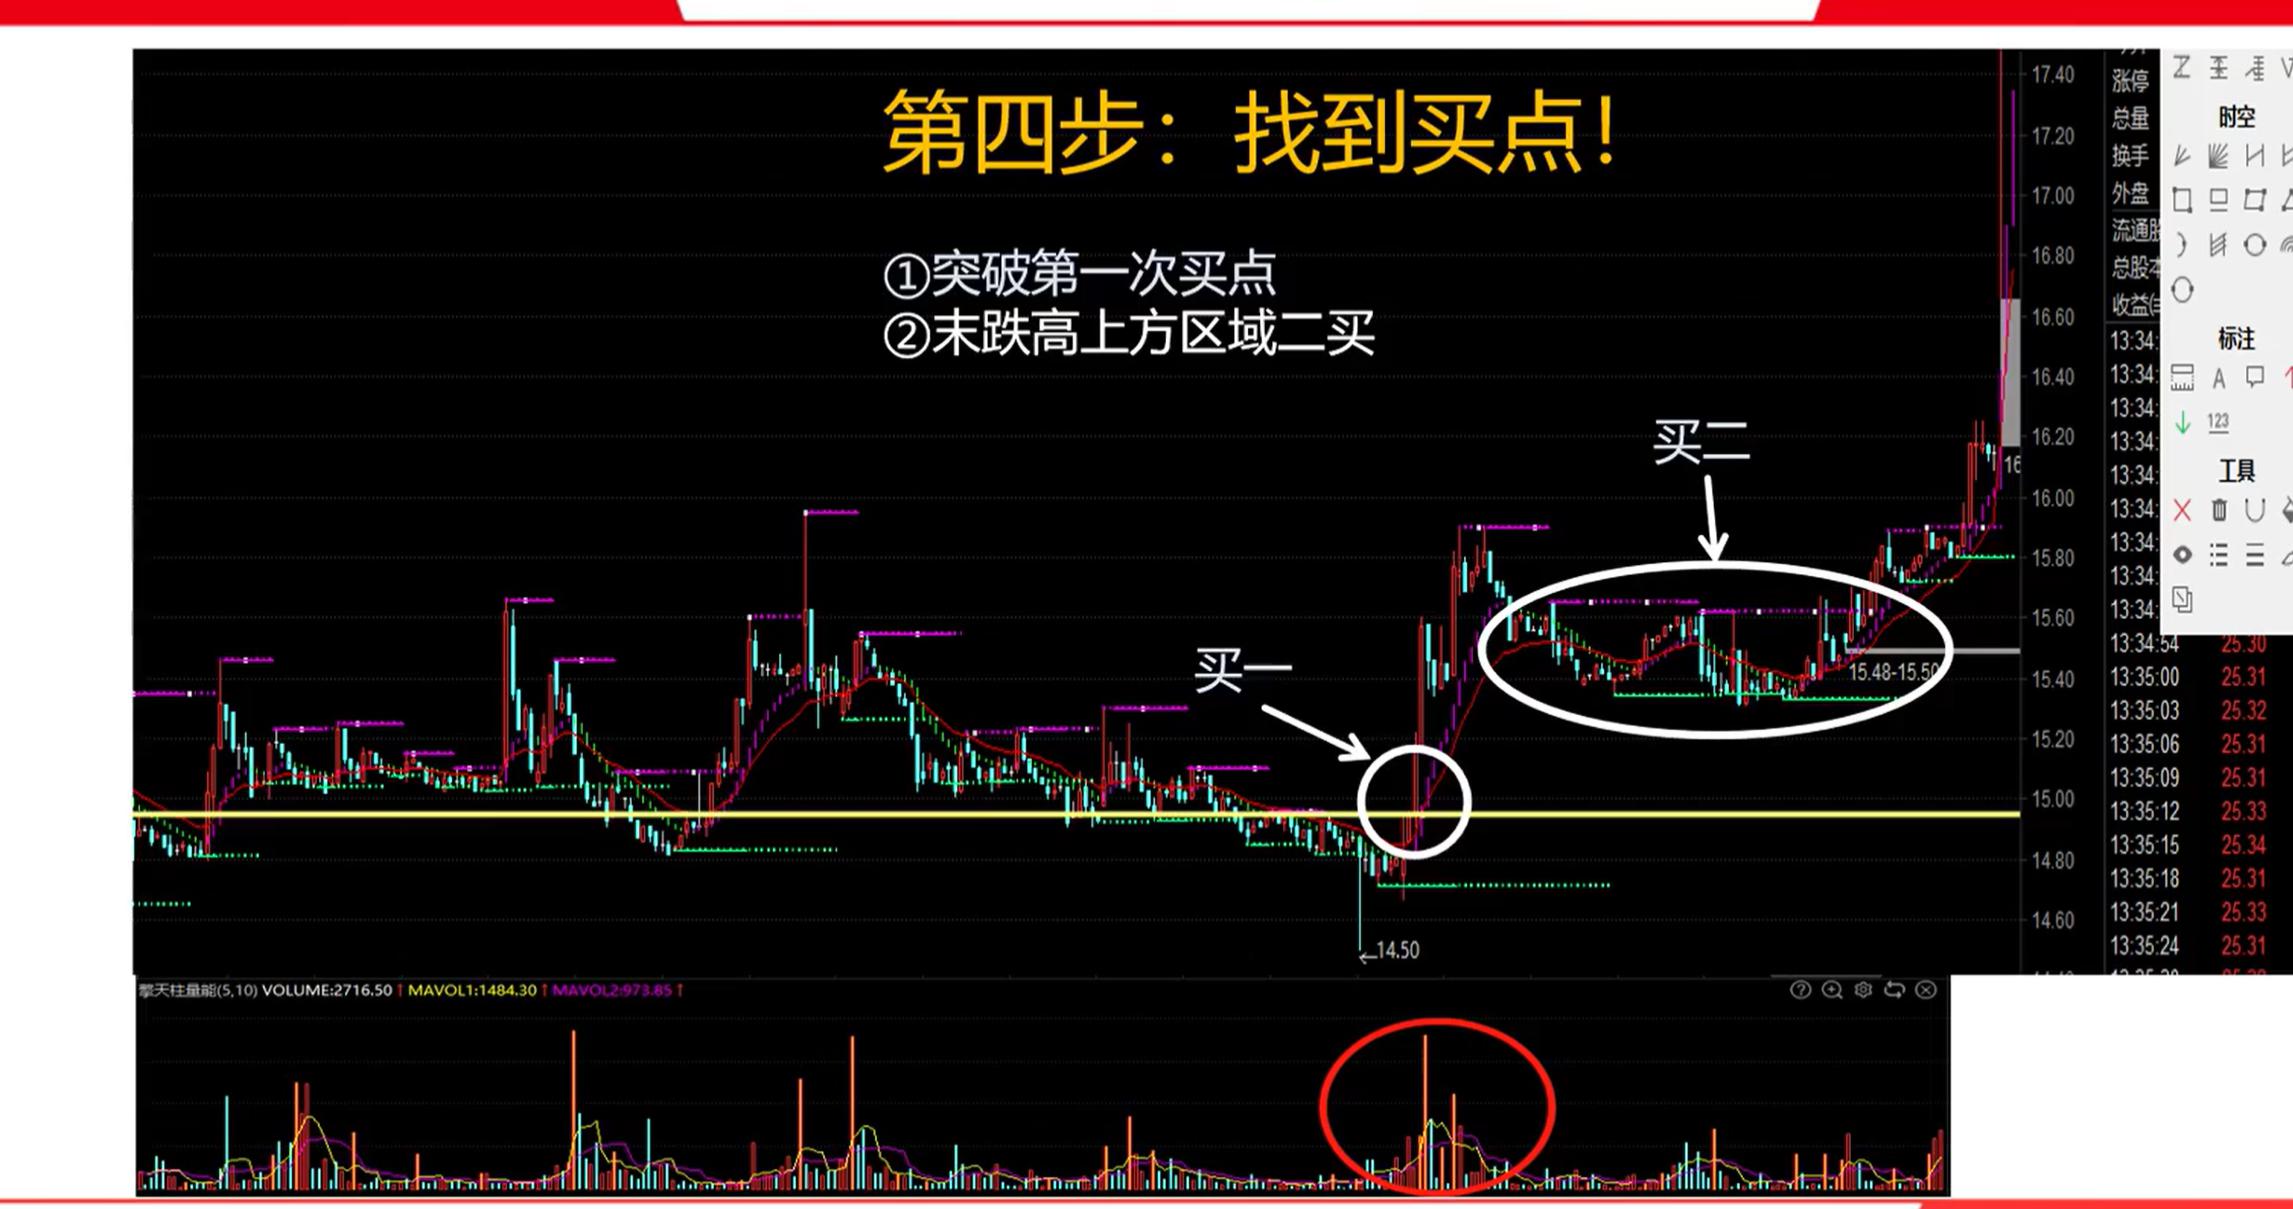 第四步：找到买点！
①突破第一次买点
②末跌高上方区域二买
买二
买一
15.48-15.50
←14.50
16
17.40
17.20
17.00
16.80
16.60
16.40
16.20
16.00
15.80
15.60
15.40
15.20
15.00
14.80
14.60
涨停
总量
换手
外盘
流通股
总股本
收益(三
13:34:
13:34:
13:34:
13:34:
13:34:
13:34:
13:34:
13:34:
13:34:
13:34:54 25.30
13:35:00 25.31
13:35:03 25.32
13:35:06 25.31
13:35:09 25.31
13:35:12 25.33
13:35:15 25.34
13:35:18 25.31
13:35:21 25.33
13:35:24 25.31
时空
标注
A
123
工具
擎天柱量能(5,10) VOLUME:2716.50↑ MAVOL1:1484.30↑ MAVOL2:973.85↑